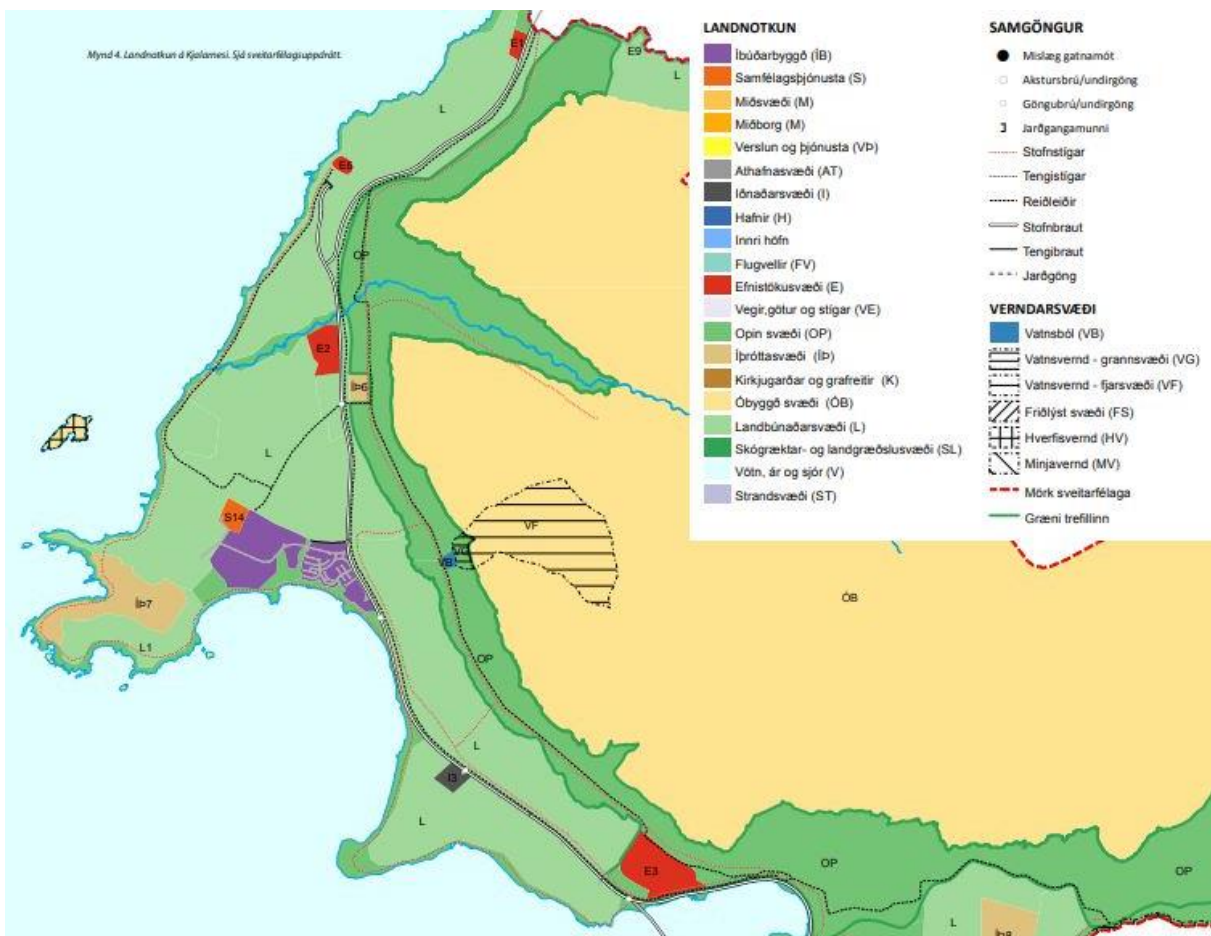 Mynd 4. Landnotkun á Kjalarnesi. Sjá sveitarfélagsuppdrátt.
LANDNOTKUN
Íbúðarbyggð (ÍB)
Samfélagsþjónusta (S)
Miðsvæði (M)
Miðborg (M)
Verslun og þjónusta (VÞ)
Athafnasvæði (AT)
Iðnaðarsvæði (I)
Hafnir (H)
Innri höfn
Flugvellir (FV)
Efnistökusvæði (E)
Vegir,götur og stígar (VE)
Opin svæði (OP)
Íþróttasvæði (ÍÞ)
Kirkjugarðar og grafreitir (K)
Óbyggð svæði (ÓB)
Landbúnaðarsvæði (L)
Skógræktar- og landgræðslusvæði (SL)
Vötn, ár og sjór (V)
Strandsvæði (ST)
SAMGÖNGUR
Mislæg gatnamót
Akstursbrú/undirgöng
Göngubrú/undirgöng
Jarðgangamunni
Stofnstígar
Tengistígar
Reiðleiðir
Stofnbraut
Tengibraut
Jarðgöng
VERNDARSVÆÐI
Vatnsból (VB)
Vatnsvernd - grannsvæði (VG)
Vatnsvernd - fjarsvæði (VF)
Friðlýst svæði (FS)
Hverfisvernd (HV)
Minjavernd (MV)
Mörk sveitarfélaga
Græni trefillinn
E1
E9
L
L
E5
OP
E2
ÍÞ6
L
S14
VF
VG
VB
ÓB
ÍÞ7
L1
OP
L
I3
L
E3
OP
OP
L
ÍÞ8